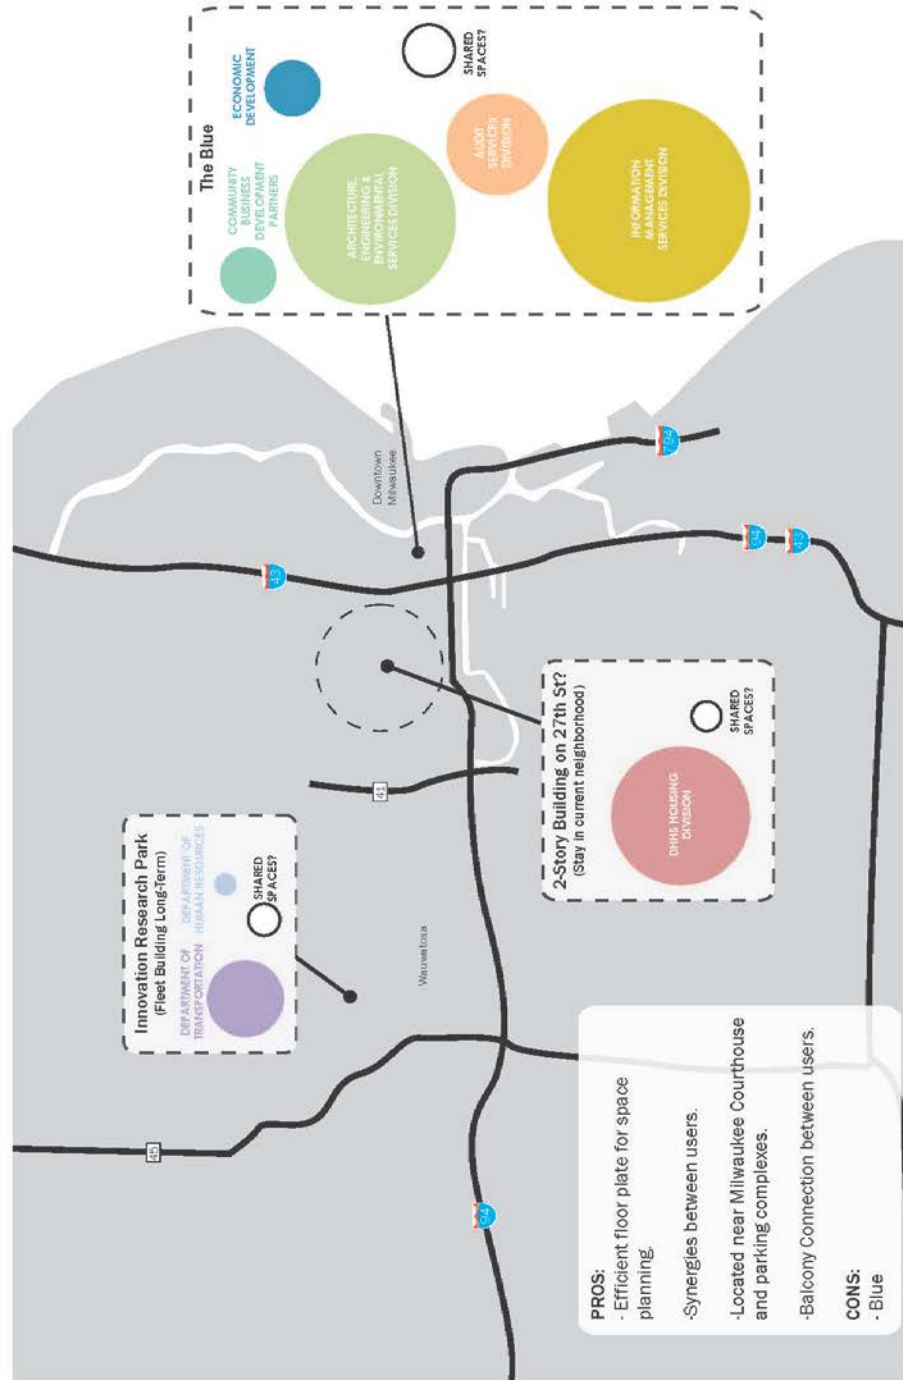 Innovation Research Park
(Fleet Building Long-Term)
DEPARTMENT OF
TRANSPORTATION
DEPARTMENT OF
HUMAN RESOURCES
SHARED
SPACES?
The Blue
COMMUNITY
BUSINESS
DEVELOPMENT
PARTNERS
ECONOMIC
DEVELOPMENT
ARCHITECTURE,
ENGINEERING &
ENVIRONMENTAL
SERVICES DIVISION
AUDIT
SERVICES
DIVISION
SHARED
SPACES?
INFORMATION
MANAGEMENT
SERVICES DIVISION
2-Story Building on 27th St?
(Stay in current neighborhood)
DHHS HOUSING
DIVISION
SHARED
SPACES?
45
41
43
Downtown
Milwaukee
Wauwatosa
94
794
94
43
PROS:
- Efficient floor plate for space
planning.
-Synergies between users.
-Located near Milwaukee Courthouse
and parking complexes.
-Balcony Connection between users.
CONS:
- Blue